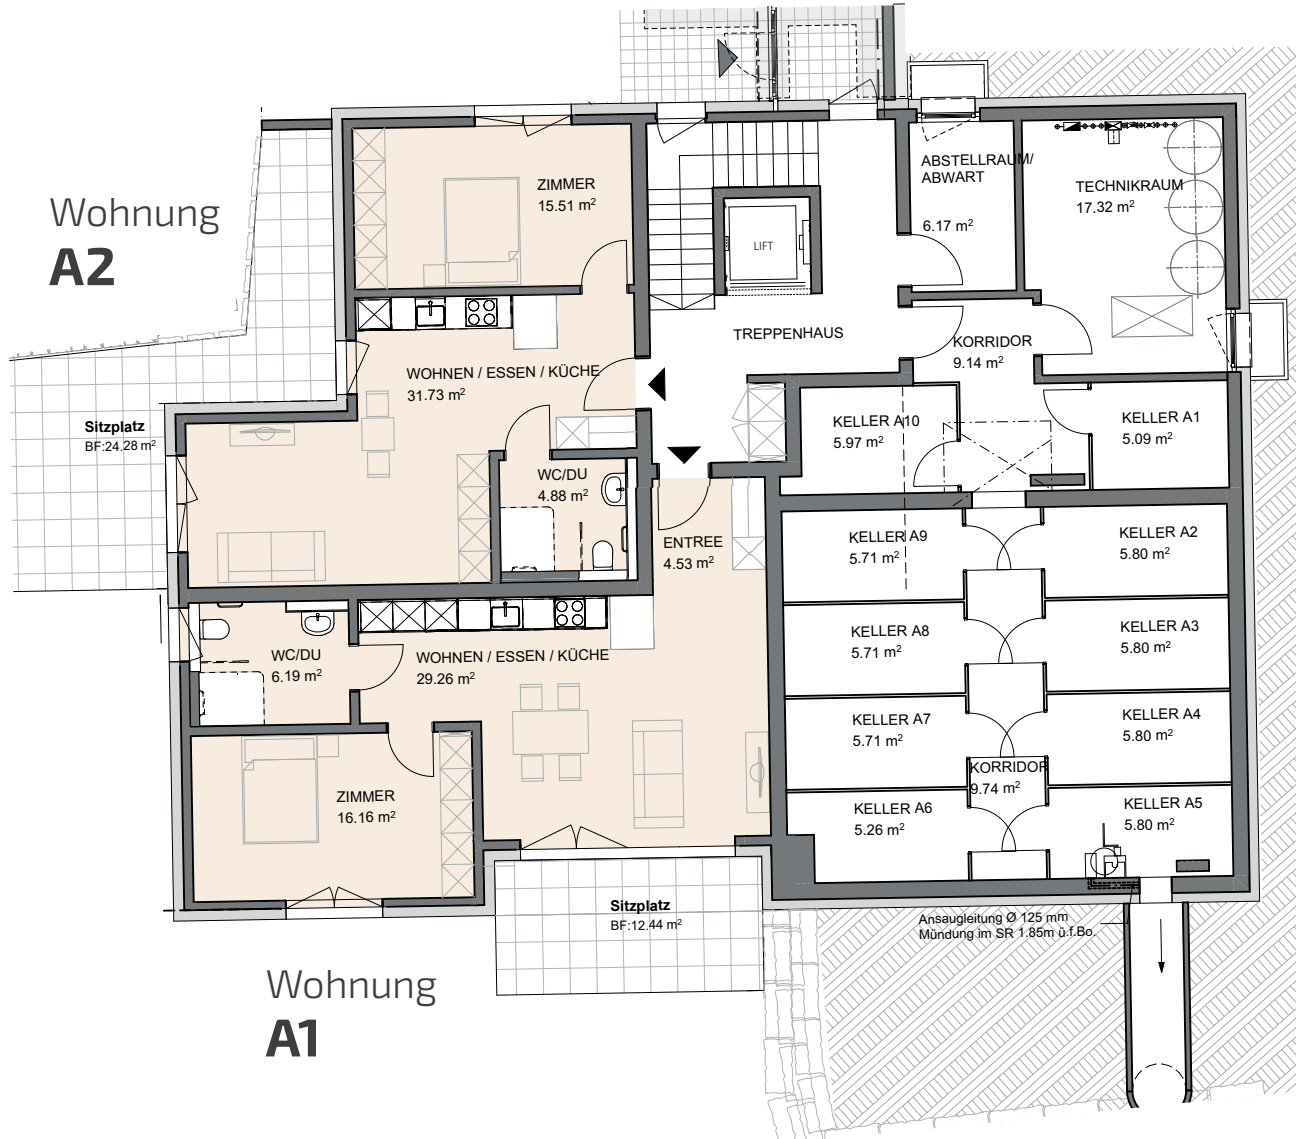 Wohnung
A2
ZIMMER
15.51 m²
ABSTELLRAUM/
ABWART
6.17 m²
TECHNIKRAUM
17.32 m²
LIFT
TREPPENHAUS
KORRIDOR
9.14 m²
WOHNEN / ESSEN / KÜCHE
31.73 m²
Sitzplatz
BF:24.28 m²
KELLER A10
5.97 m²
KELLER A1
5.09 m²
WC/DU
4.88 m²
ENTREE
4.53 m²
KELLER A9
5.71 m²
KELLER A2
5.80 m²
KELLER A8
5.71 m²
KELLER A3
5.80 m²
WC/DU
6.19 m²
WOHNEN / ESSEN / KÜCHE
29.26 m²
KELLER A7
5.71 m²
KELLER A4
5.80 m²
KORRIDOR
9.74 m²
ZIMMER
16.16 m²
KELLER A6
5.26 m²
KELLER A5
5.80 m²
Sitzplatz
BF:12.44 m²
Ansaugleitung Ø 125 mm
Mündung im SR 1.85m ü.f.Bo.
Wohnung
A1